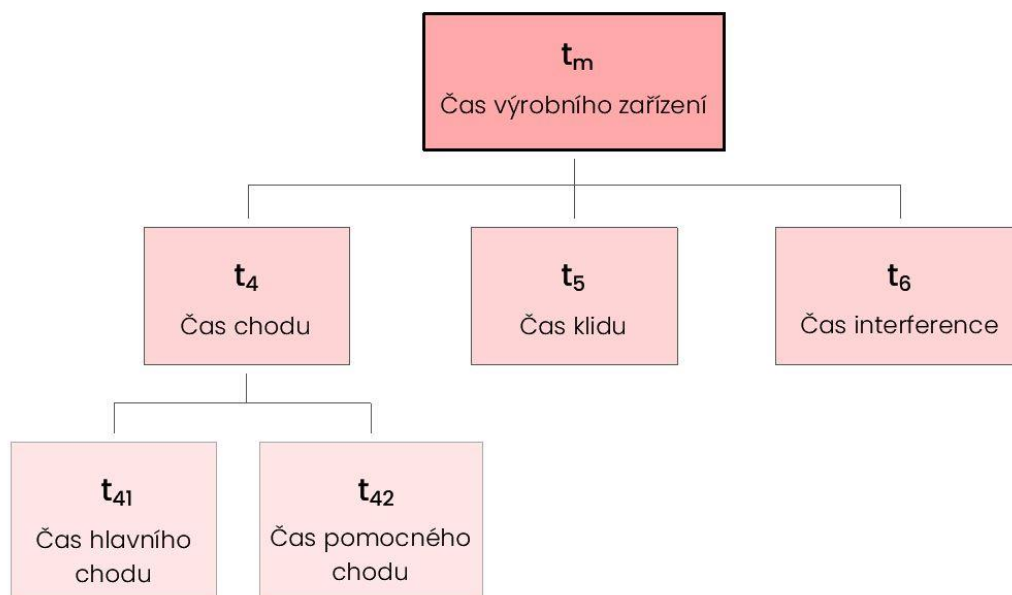 tm
Čas výrobního zařízení
t4
Čas chodu
t5
Čas klidu
t6
Čas interference
t41
Čas hlavního
chodu
t42
Čas pomocného
chodu